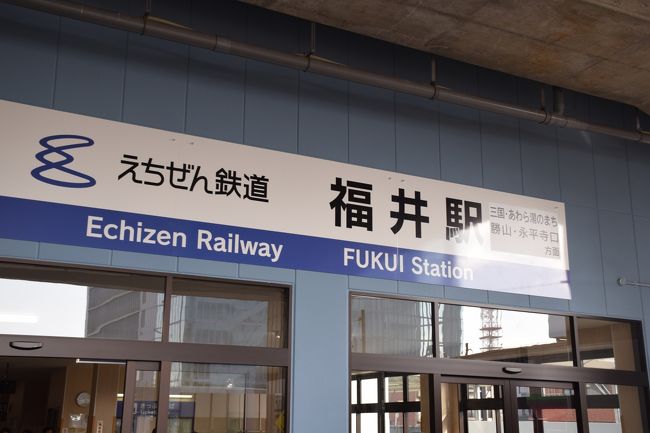 えちぜん鉄道
福井駅
三国・あわら湯のまち
勝山・永平寺口
方面
Echizen Railway
FUKUI Station